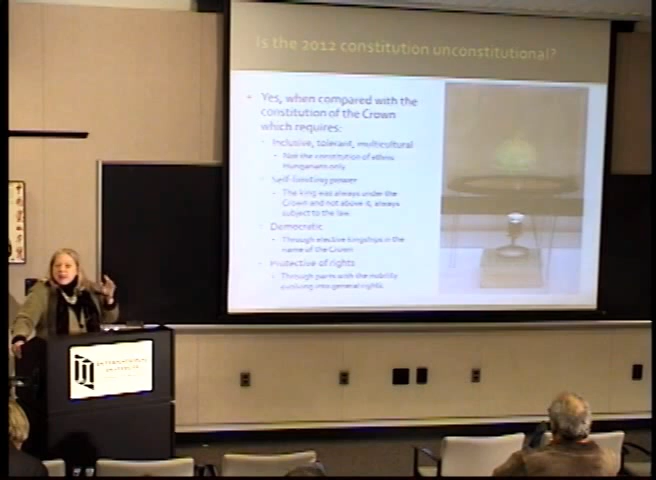 Is the 2012 constitution unconstitutional?
Yes, when compared with the
constitution of the Crown
which requires:
Inclusive, tolerant, multicultural
Not the constitution of ethnic
Hungarians only
Self-limiting power
The king was always under the
Crown and not above it, always
subject to the law.
Democratic
Through elective kingships in the
name of the Crown
Protective of rights
Through pacts with the nobility
evolving into general rights.